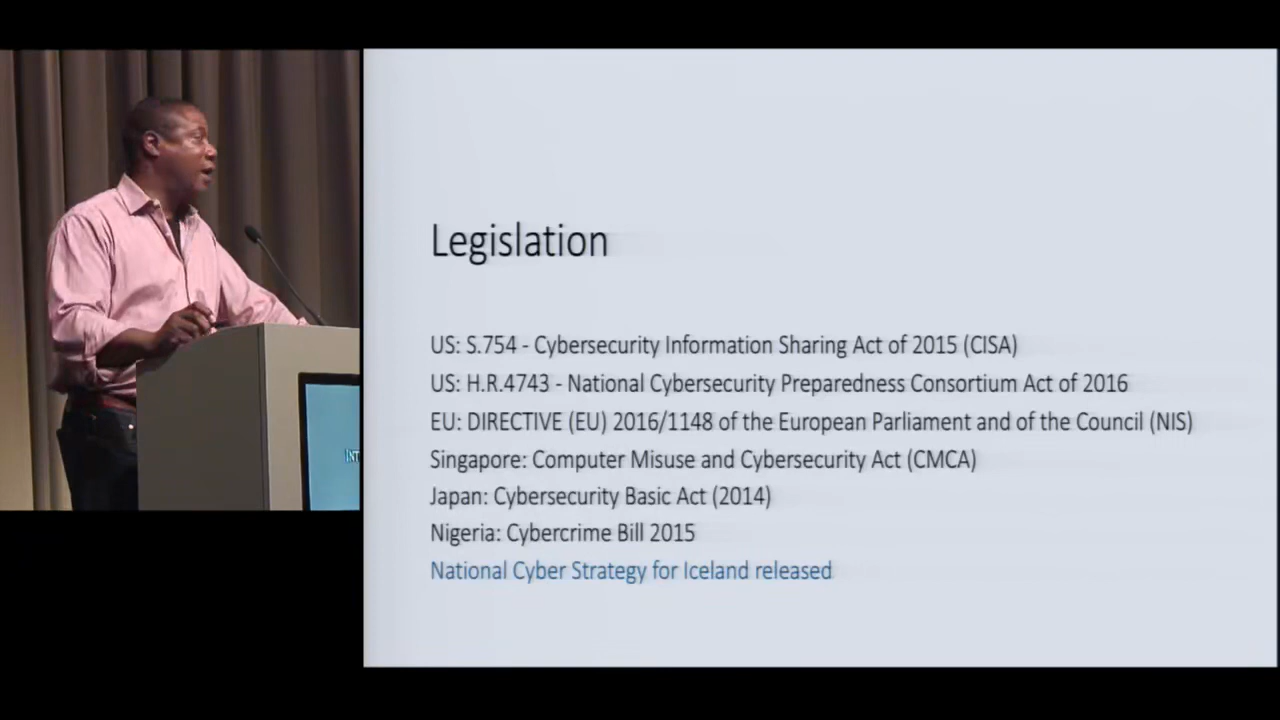 Legislation
US: S.754 - Cybersecurity Information Sharing Act of 2015 (CISA)
US: H.R.4743 - National Cybersecurity Preparedness Consortium Act of 2016
EU: DIRECTIVE (EU) 2016/1148 of the European Parliament and of the Council (NIS)
Singapore: Computer Misuse and Cybersecurity Act (CMCA)
Japan: Cybersecurity Basic Act (2014)
Nigeria: Cybercrime Bill 2015
National Cyber Strategy for Iceland released